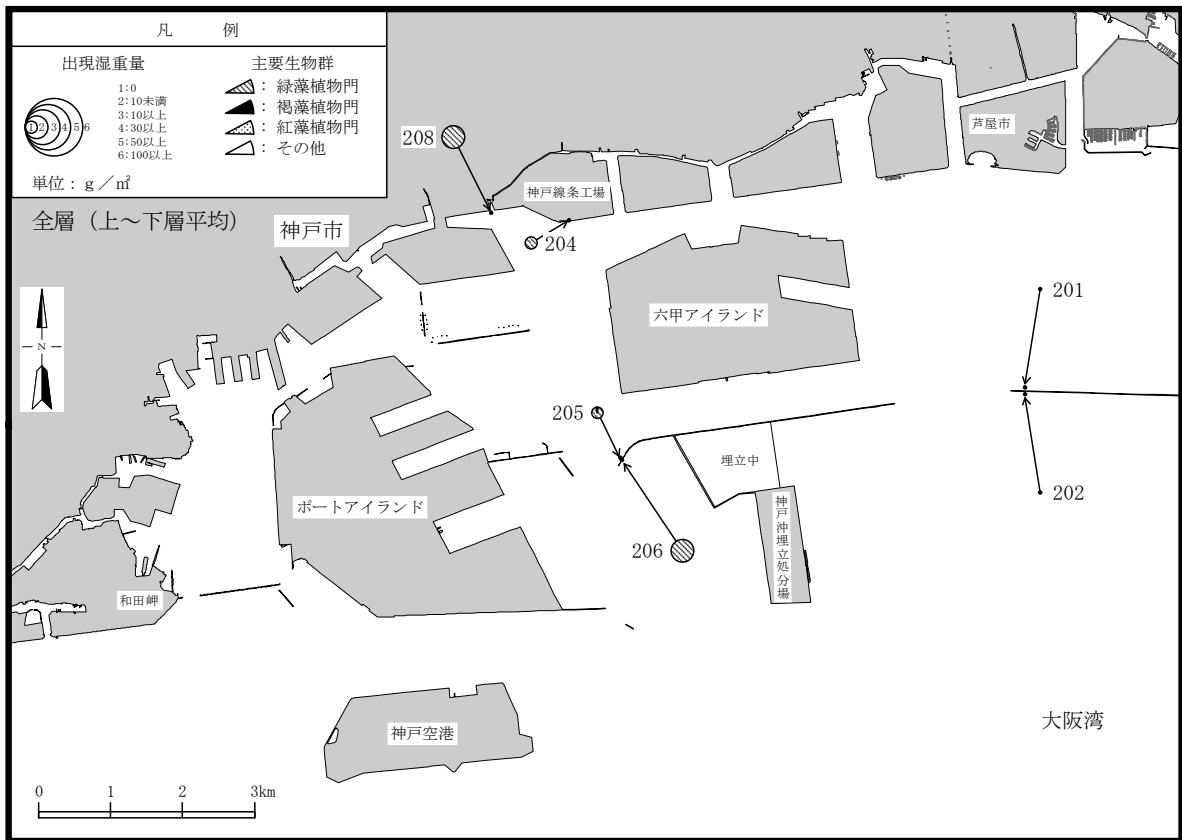 凡　例
出現湿重量
1:0
2:10未満
3:10以上
4:30以上
5:50以上
6:100以上
1 2 3 4 5 6
単位：g／㎡
主要生物群
：緑藻植物門
：褐藻植物門
：紅藻植物門
：その他
全層（上～下層平均）
神戸市
208
神戸線条工場
204
芦屋市
六甲アイランド
201
N
205
埋立中
202
ポートアイランド
206
神戸沖埋立処分場
和田岬
神戸空港
大阪湾
0 1 2 3km